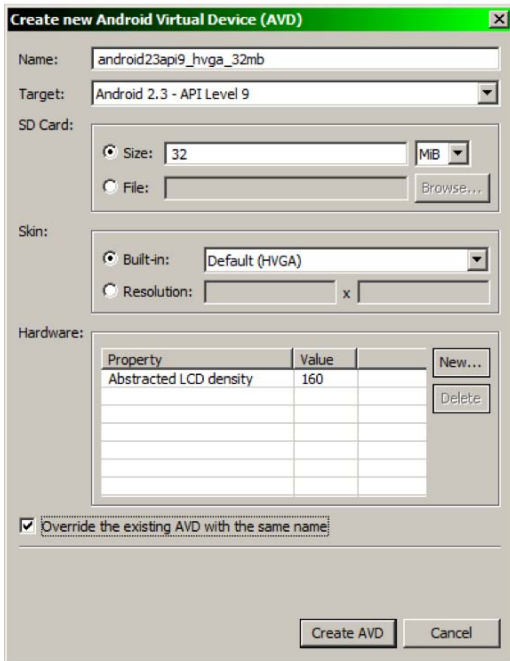 Create new Android Virtual Device (AVD)
Name: android23api9_hvga_32mb
Target: Android 2.3 - API Level 9
SD Card:
Size: 32 MiB
File: Browse...
Skin:
Built-in: Default (HVGA)
Resolution: x
Hardware:
Property Value New...
Abstracted LCD density 160
Delete
Override the existing AVD with the same name
Create AVD Cancel